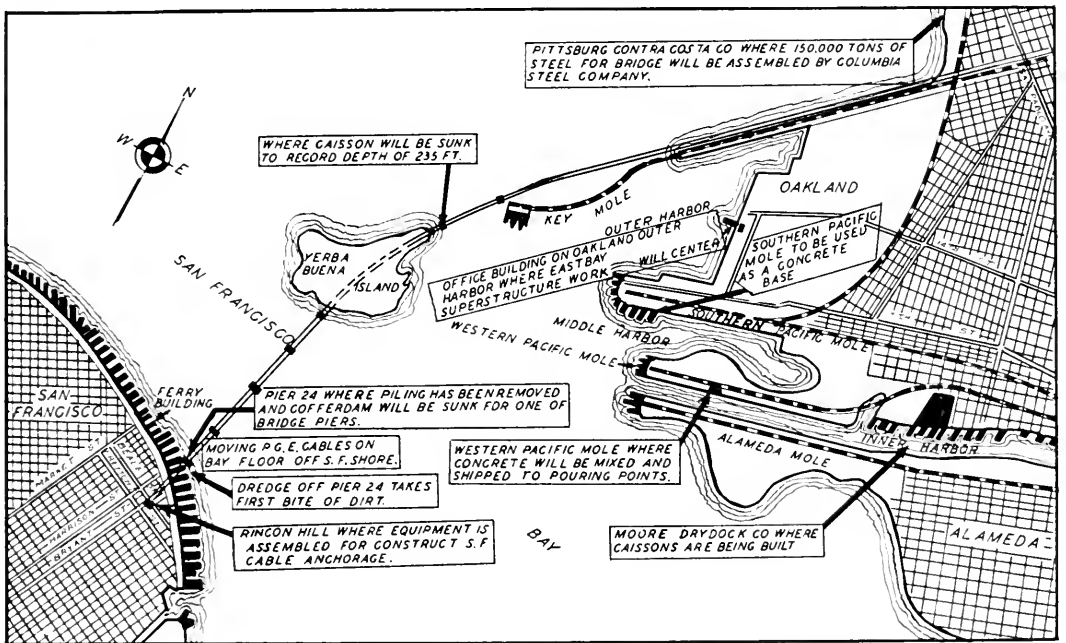 PITTSBURG CONTRA COSTA CO WHERE 150,000 TONS OF
STEEL FOR BRIDGE WILL BE ASSEMBLED BY COLUMBIA
STEEL COMPANY.
N
W
E
WHERE CAISSON WILL BE SUNK
TO RECORD DEPTH OF 235 FT.
KEY MOLE
OAKLAND
OUTER HARBOR
OFFICE BUILDING ON OAKLAND OUTER
HARBOR WHERE EASTBAY
SUPERSTRUCTURE WORK
WILL CENTER
SOUTHERN PACIFIC
MOLE TO BE USED
AS A CONCRETE
BASE
YERBA
BUENA
ISLAND
SAN FRANCISCO
MIDDLE HARBOR
SOUTHERN PACIFIC MOLE
WESTERN PACIFIC MOLE
SAN
FRANCISCO
FERRY
BUILDING
PIER 24 WHERE PILING HAS BEEN REMOVED
AND COFFERDAM WILL BE SUNK FOR ONE OF
BRIDGE PIERS.
MOVING P.G.E. CABLES ON
BAY FLOOR OFF S.F. SHORE.
DREDGE OFF PIER 24 TAKES
FIRST BITE OF DIRT.
RINCON HILL WHERE EQUIPMENT IS
ASSEMBLED FOR CONSTRUCT S.F
CABLE ANCHORAGE.
MARKET ST
HARRISON ST
BRYANT ST
WESTERN PACIFIC MOLE WHERE
CONCRETE WILL BE MIXED AND
SHIPPED TO POURING POINTS.
ALAMEDA MOLE
INNER HARBOR
BAY
MOORE DRYDOCK CO WHERE
CAISSONS ARE BEING BUILT
ALAMEDA